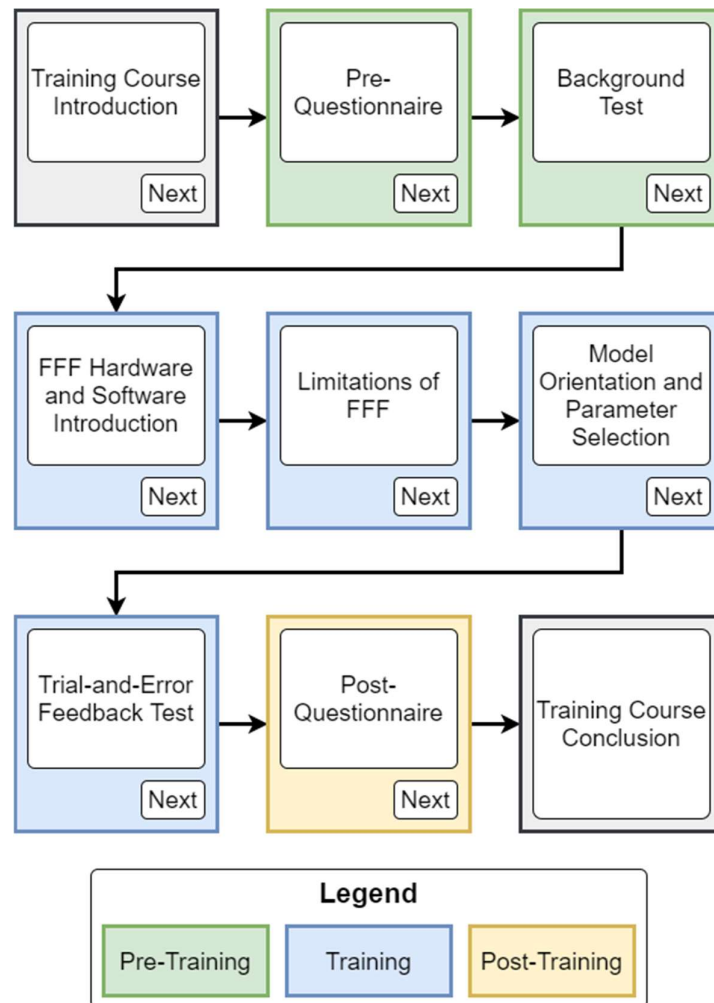 Training Course
Introduction
Next
Pre-
Questionnaire
Next
Background
Test
Next
FFF Hardware
and Software
Introduction
Next
Limitations of
FFF
Next
Model
Orientation and
Parameter
Selection
Next
Trial-and-Error
Feedback Test
Next
Post-
Questionnaire
Next
Training Course
Conclusion
Legend
Pre-Training
Training
Post-Training